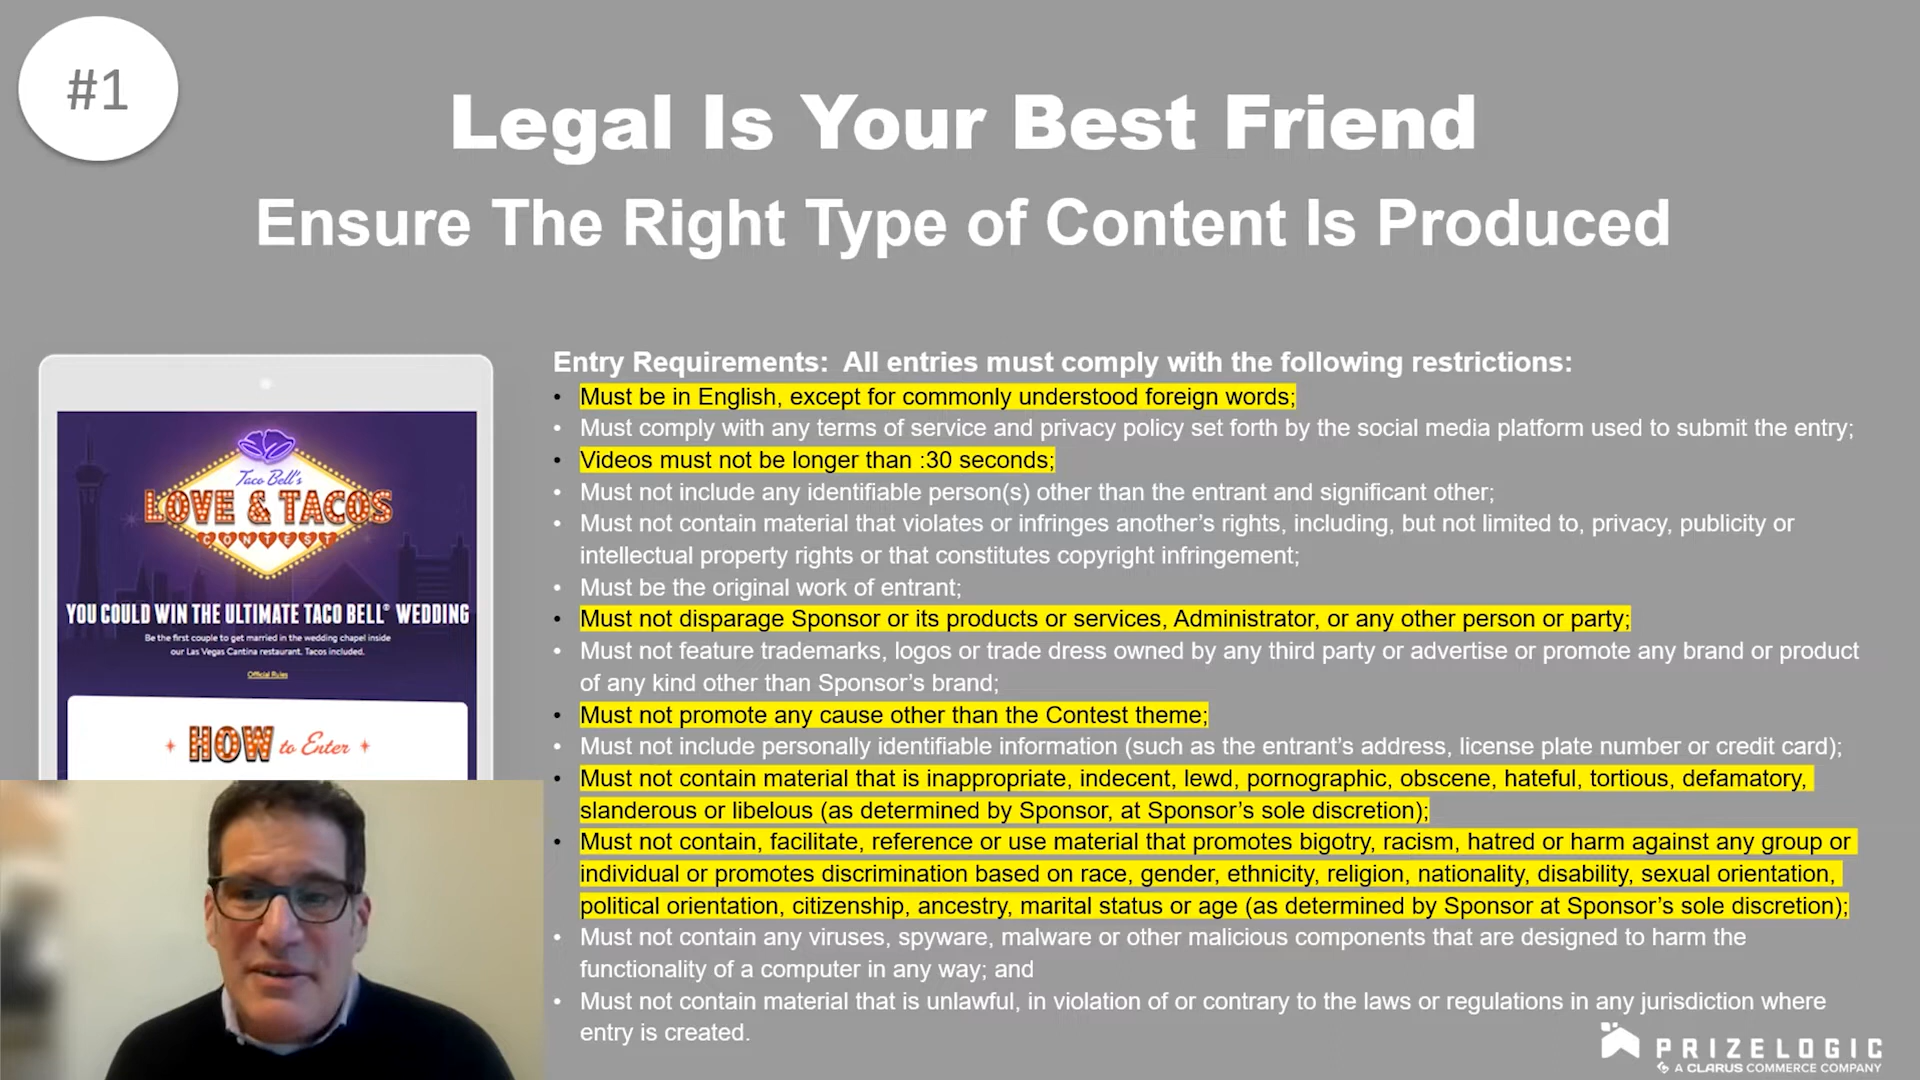 #1
Legal Is Your Best Friend
Ensure The Right Type of Content Is Produced
Taco Bell's
LOVE & TACOS
CONTEST
YOU COULD WIN THE ULTIMATE TACO BELL® WEDDING
Be the first couple to get married in the wedding chapel inside
our Las Vegas Cantina restaurant. Tacos included.
Official Rules
HOW to Enter
Entry Requirements:  All entries must comply with the following restrictions:
• Must be in English, except for commonly understood foreign words;
• Must comply with any terms of service and privacy policy set forth by the social media platform used to submit the entry;
• Videos must not be longer than :30 seconds;
• Must not include any identifiable person(s) other than the entrant and significant other;
• Must not contain material that violates or infringes another’s rights, including, but not limited to, privacy, publicity or
intellectual property rights or that constitutes copyright infringement;
• Must be the original work of entrant;
• Must not disparage Sponsor or its products or services, Administrator, or any other person or party;
• Must not feature trademarks, logos or trade dress owned by any third party or advertise or promote any brand or product
of any kind other than Sponsor’s brand;
• Must not promote any cause other than the Contest theme;
• Must not include personally identifiable information (such as the entrant’s address, license plate number or credit card);
• Must not contain material that is inappropriate, indecent, lewd, pornographic, obscene, hateful, tortious, defamatory,
slanderous or libelous (as determined by Sponsor, at Sponsor’s sole discretion);
• Must not contain, facilitate, reference or use material that promotes bigotry, racism, hatred or harm against any group or
individual or promotes discrimination based on race, gender, ethnicity, religion, nationality, disability, sexual orientation,
political orientation, citizenship, ancestry, marital status or age (as determined by Sponsor at Sponsor’s sole discretion);
• Must not contain any viruses, spyware, malware or other malicious components that are designed to harm the
functionality of a computer in any way; and
• Must not contain material that is unlawful, in violation of or contrary to the laws or regulations in any jurisdiction where
entry is created.
PRIZELOGIC
A CLARUS COMMERCE COMPANY